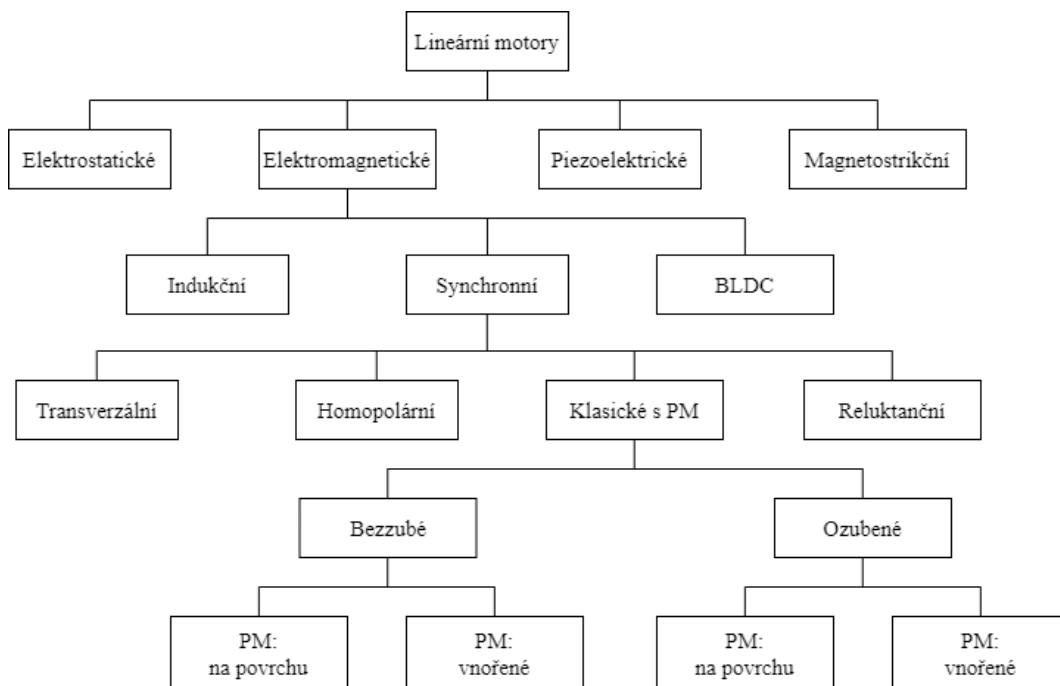 Lineární motory
Elektrostatické
Elektromagnetické
Piezoelektrické
Magnetostrikční
Indukční
Synchronní
BLDC
Transverzální
Homopolární
Klasické s PM
Reluktanční
Bezzubé
Ozubené
PM:
na povrchu
PM:
vnořené
PM:
na povrchu
PM:
vnořené